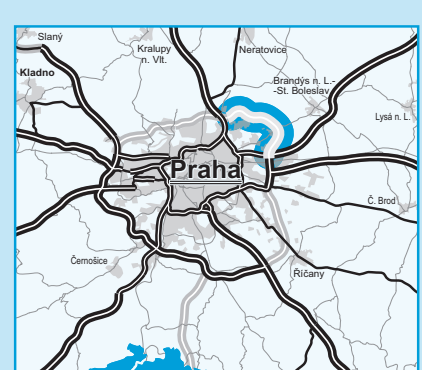 Slaný
Kralupy
n. Vlt.
Neratovice
Kladno
Brandýs n. L.-
-St. Boleslav
Lysá n. L.
Praha
Č. Brod
Černošice
Říčany